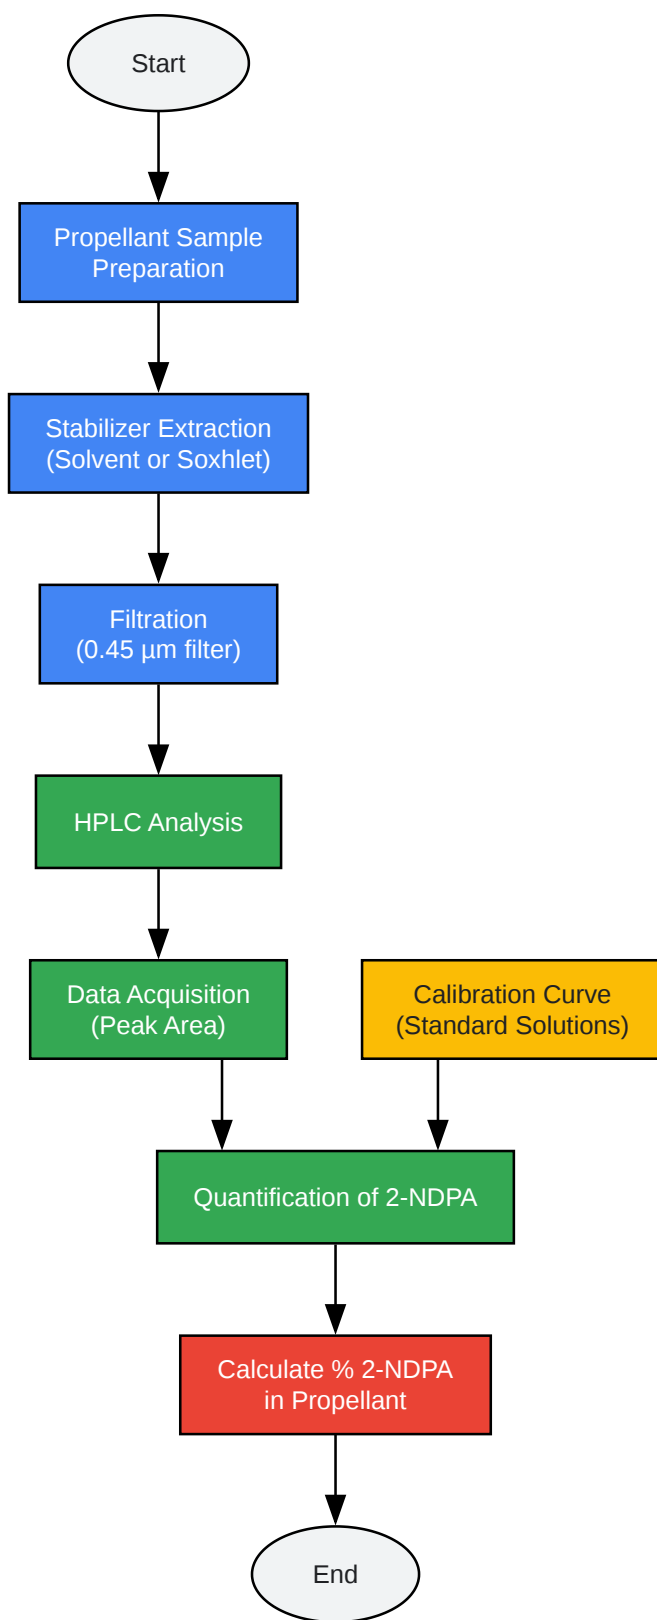 Start
Propellant Sample
Preparation
Stabilizer Extraction
(Solvent or Soxhlet)
Filtration
(0.45 µm filter)
HPLC Analysis
Data Acquisition
(Peak Area)
Calibration Curve
(Standard Solutions)
Quantification of 2-NDPA
Calculate % 2-NDPA
in Propellant
End